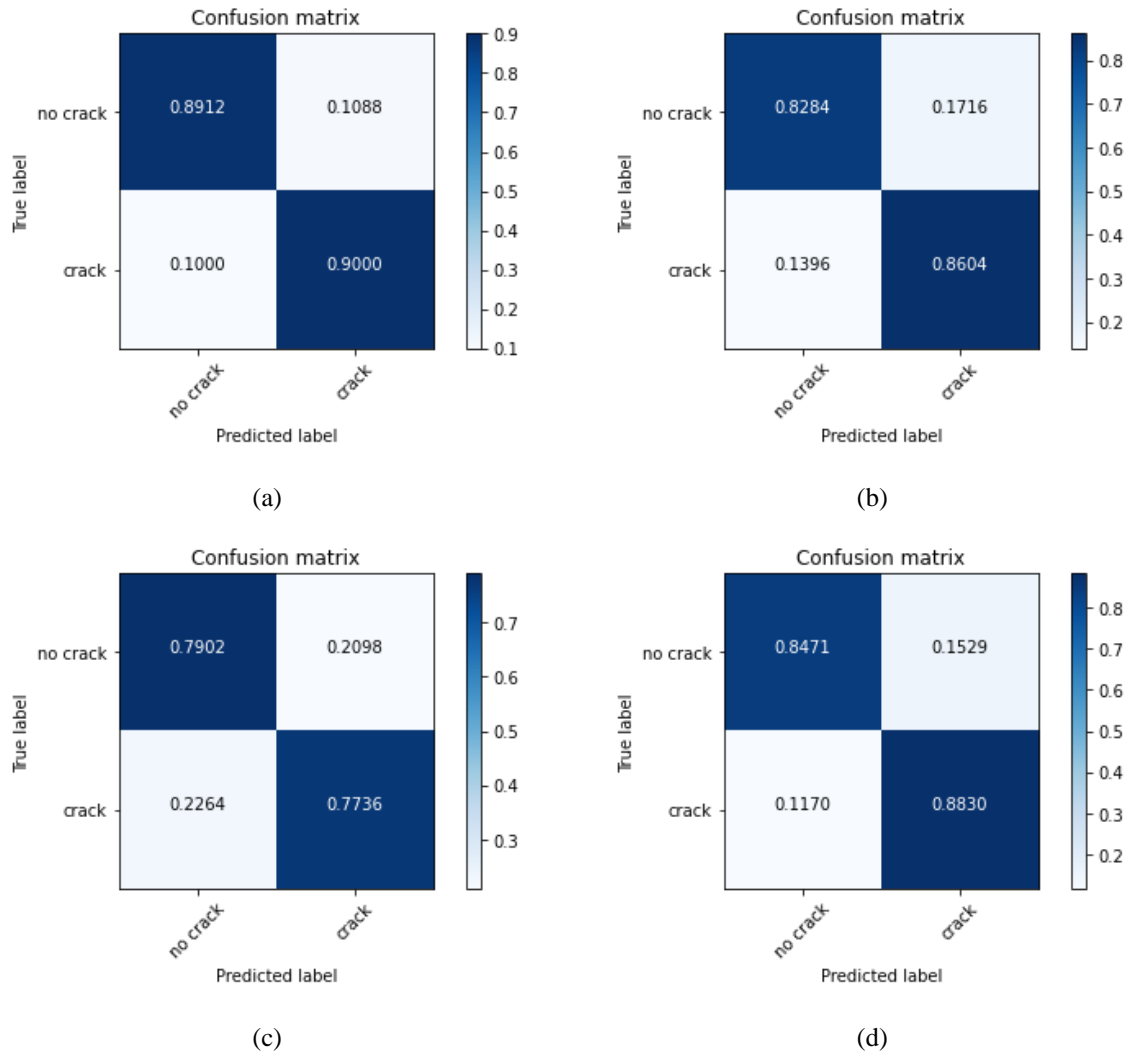 Confusion matrix
no crack
crack
True label
0.8912
0.1088
0.1000
0.9000
no crack
crack
Predicted label
0.9
0.8
0.7
0.6
0.5
0.4
0.3
0.2
0.1
(a)
Confusion matrix
no crack
crack
True label
0.8284
0.1716
0.1396
0.8604
no crack
crack
Predicted label
0.8
0.7
0.6
0.5
0.4
0.3
0.2
(b)
Confusion matrix
no crack
crack
True label
0.7902
0.2098
0.2264
0.7736
no crack
crack
Predicted label
0.7
0.6
0.5
0.4
0.3
(c)
Confusion matrix
no crack
crack
True label
0.8471
0.1529
0.1170
0.8830
no crack
crack
Predicted label
0.8
0.7
0.6
0.5
0.4
0.3
0.2
(d)